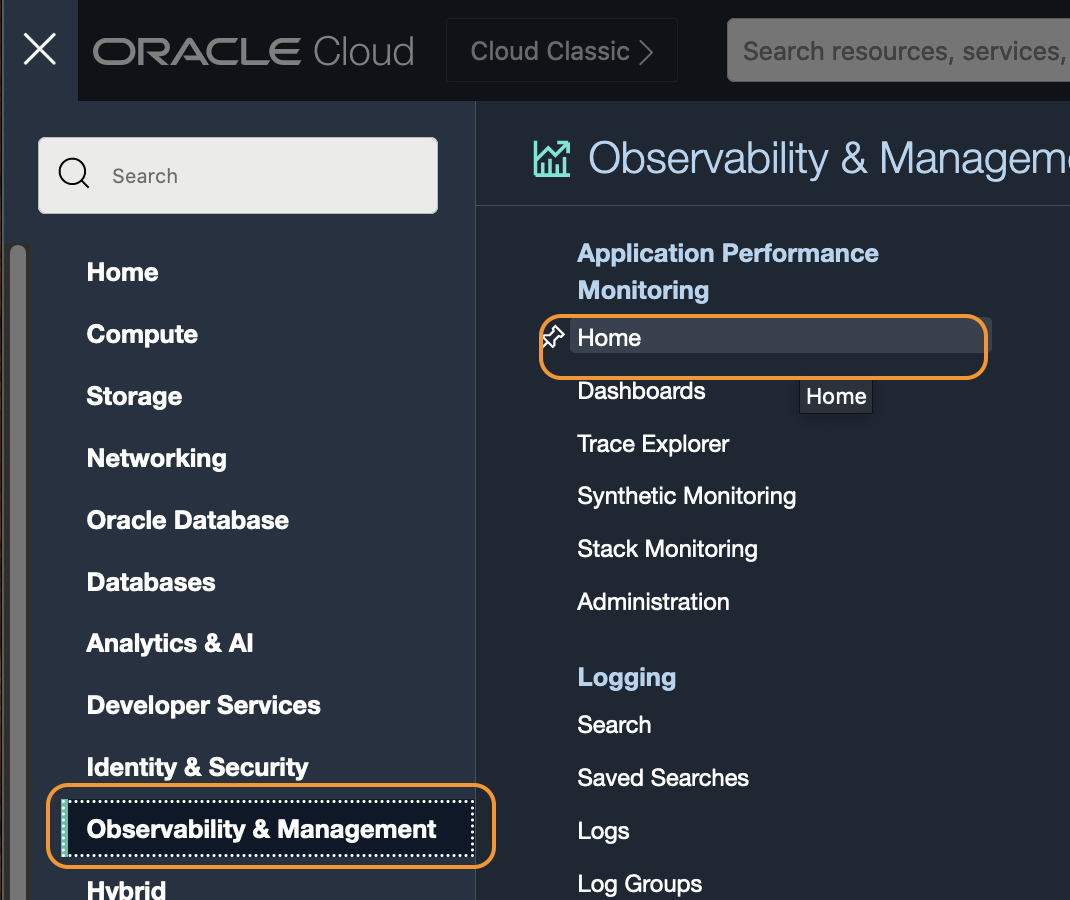 ORACLE Cloud
Cloud Classic
Search resources, services,
Search
Home
Compute
Storage
Networking
Oracle Database
Databases
Analytics & AI
Developer Services
Identity & Security
Observability & Management
Hybrid
Observability & Managem
Application Performance
Monitoring
Home
Dashboards
Home
Trace Explorer
Synthetic Monitoring
Stack Monitoring
Administration
Logging
Search
Saved Searches
Logs
Log Groups